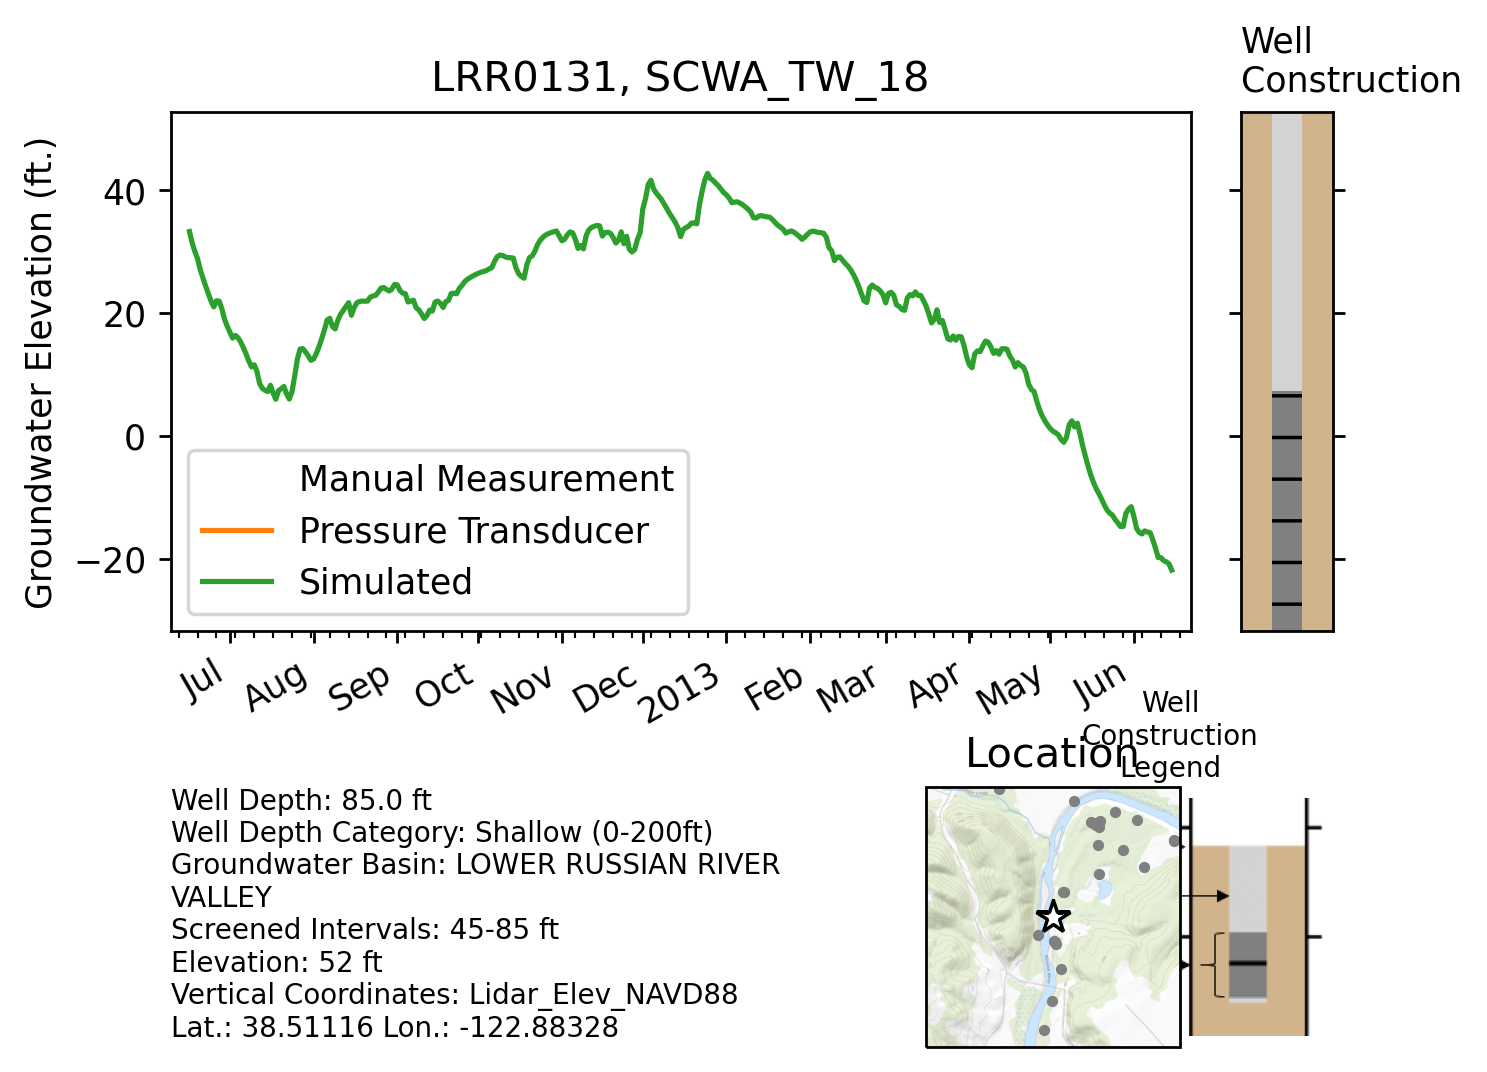 Well
Construction
LRR0131, SCWA_TW_18
Groundwater Elevation (ft.)
40
20
0
−20
Manual Measurement
Pressure Transducer
Simulated
Jul
Aug
Sep
Oct
Nov
Dec
2013
Feb
Mar
Apr
May
Jun
Well
Construction
Legend
Location
Well Depth: 85.0 ft
Well Depth Category: Shallow (0-200ft)
Groundwater Basin: LOWER RUSSIAN RIVER
VALLEY
Screened Intervals: 45-85 ft
Elevation: 52 ft
Vertical Coordinates: Lidar_Elev_NAVD88
Lat.: 38.51116 Lon.: -122.88328